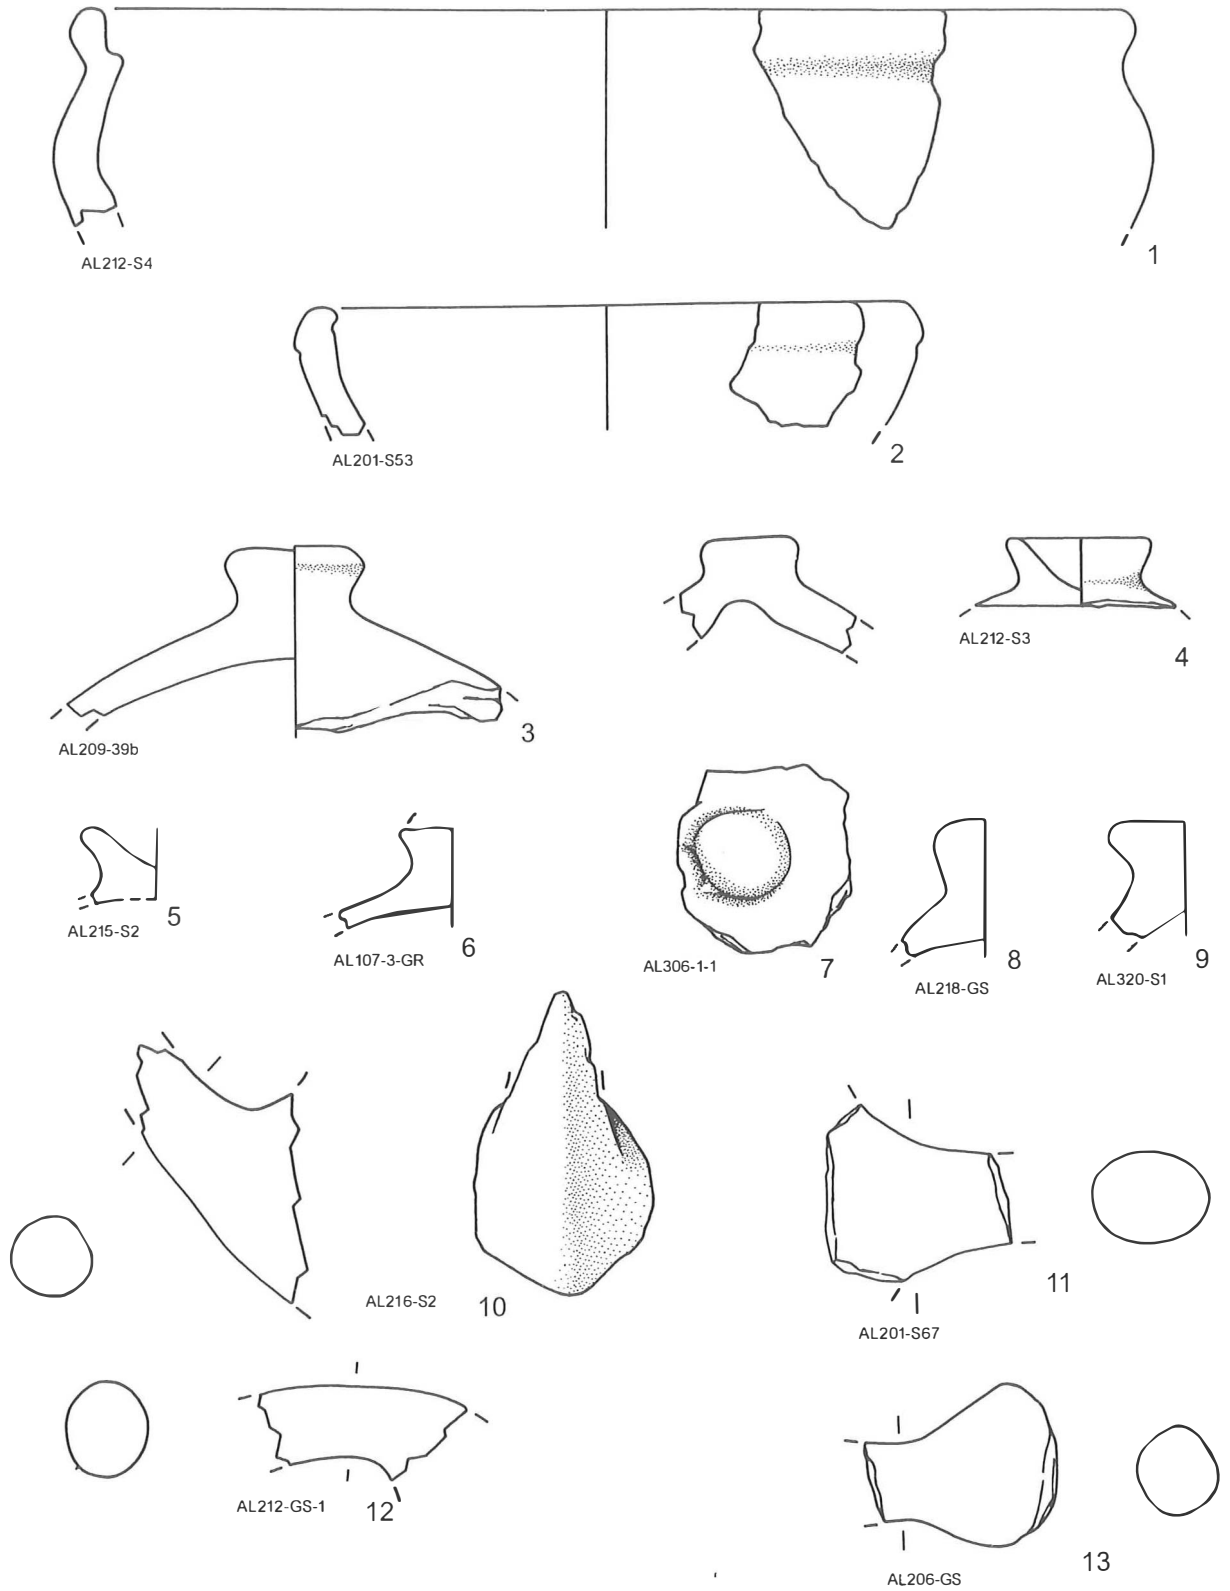 AL212-S4
1
AL201-S53
2
AL209-39b
3
AL212-S3
4
AL215-S2
5
AL107-3-GR
6
AL306-1-1
7
AL218-GS
8
AL320-S1
9
AL216-S2
10
AL201-S67
11
AL212-GS-1
12
AL206-GS
13